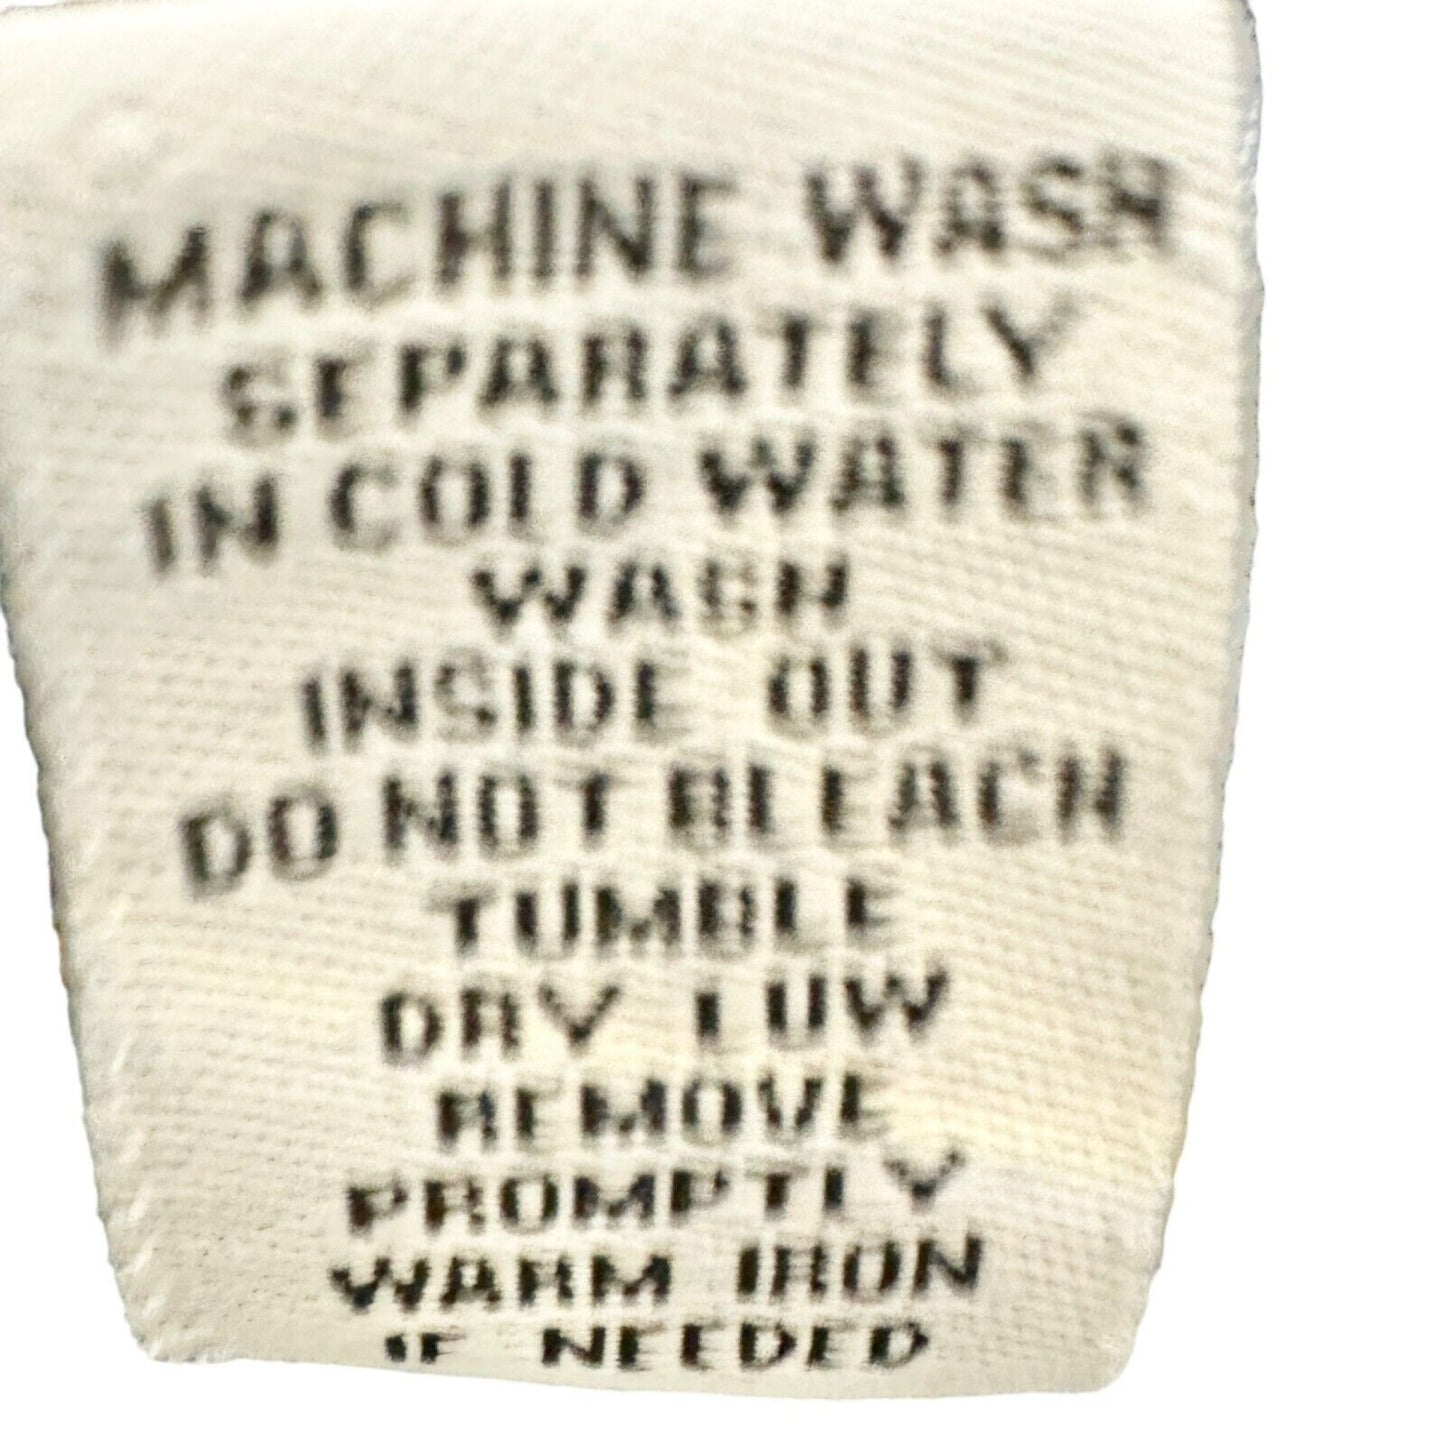 MACHINE WASH
SEPARATELY
IN COLD WATER
WASH
INSIDE OUT
DO NOT BLEACH
TUMBLE
DRY LOW
REMOVE
PROMPTLY
WARM IRON
IF NEEDED